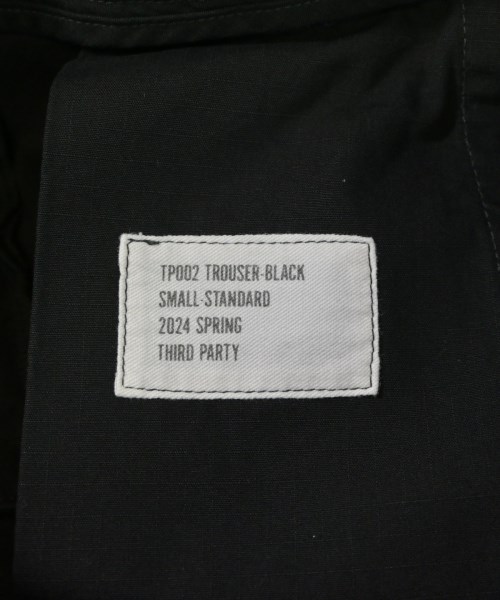 TP002 TROUSER-BLACK
SMALL-STANDARD
2024 SPRING
THIRD PARTY